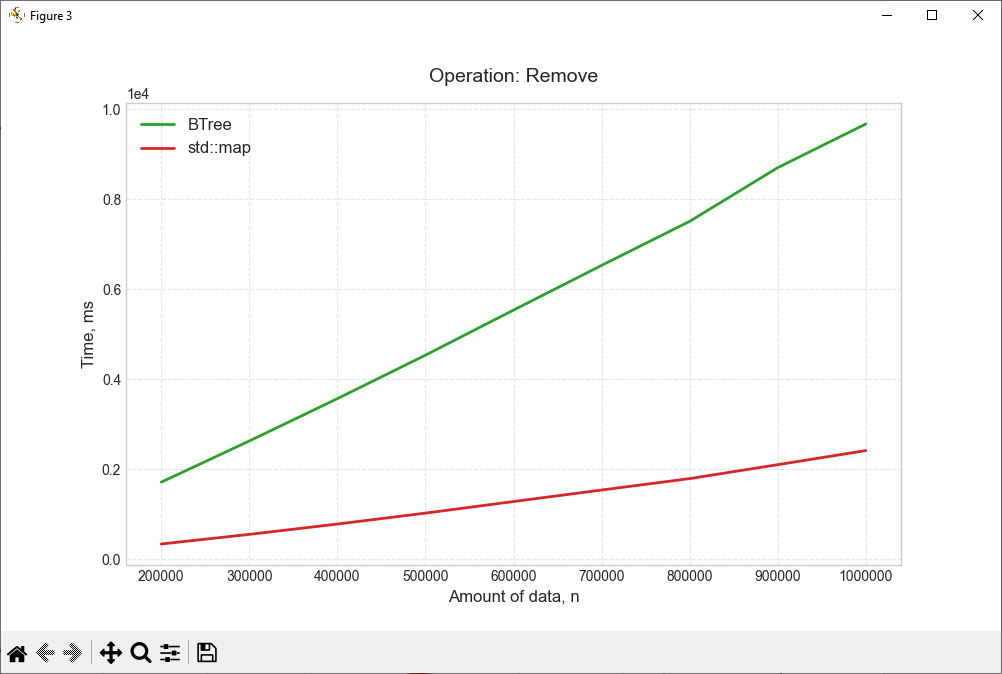 Figure 3
Operation: Remove
1e4
1.0
0.8
0.6
0.4
0.2
0.0
BTree
std::map
Time, ms
200000 300000 400000 500000 600000 700000 800000 900000 1000000
Amount of data, n